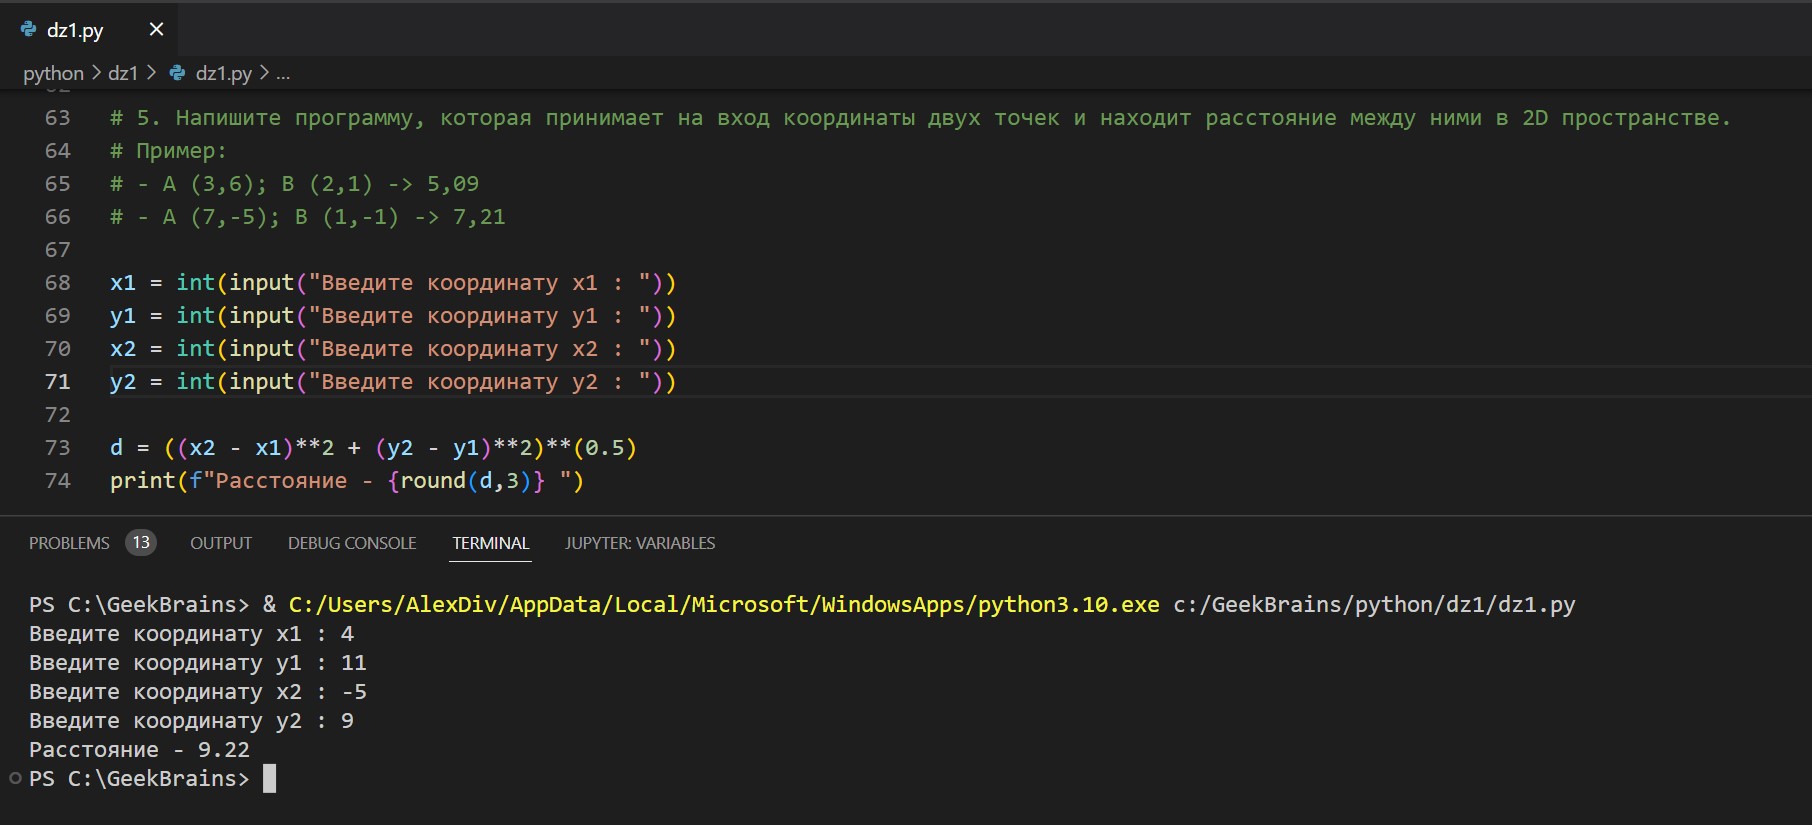 dz1.py
python > dz1 > dz1.py > ...
63 # 5. Напишите программу, которая принимает на вход координаты двух точек и находит расстояние между ними в 2D пространстве.
64 # Пример:
65 # - A (3,6); B (2,1) -> 5,09
66 # - A (7,-5); B (1,-1) -> 7,21
67
68 x1 = int(input("Введите координату x1 : "))
69 y1 = int(input("Введите координату y1 : "))
70 x2 = int(input("Введите координату x2 : "))
71 y2 = int(input("Введите координату y2 : "))
72
73 d = ((x2 - x1)**2 + (y2 - y1)**2)**(0.5)
74 print(f"Расстояние - {round(d,3)} ")
PROBLEMS 13 OUTPUT DEBUG CONSOLE TERMINAL JUPYTER: VARIABLES
PS C:\GeekBrains> & C:/Users/AlexDiv/AppData/Local/Microsoft/WindowsApps/python3.10.exe c:/GeekBrains/python/dz1/dz1.py
Введите координату x1 : 4
Введите координату y1 : 11
Введите координату x2 : -5
Введите координату y2 : 9
Расстояние - 9.22
PS C:\GeekBrains>